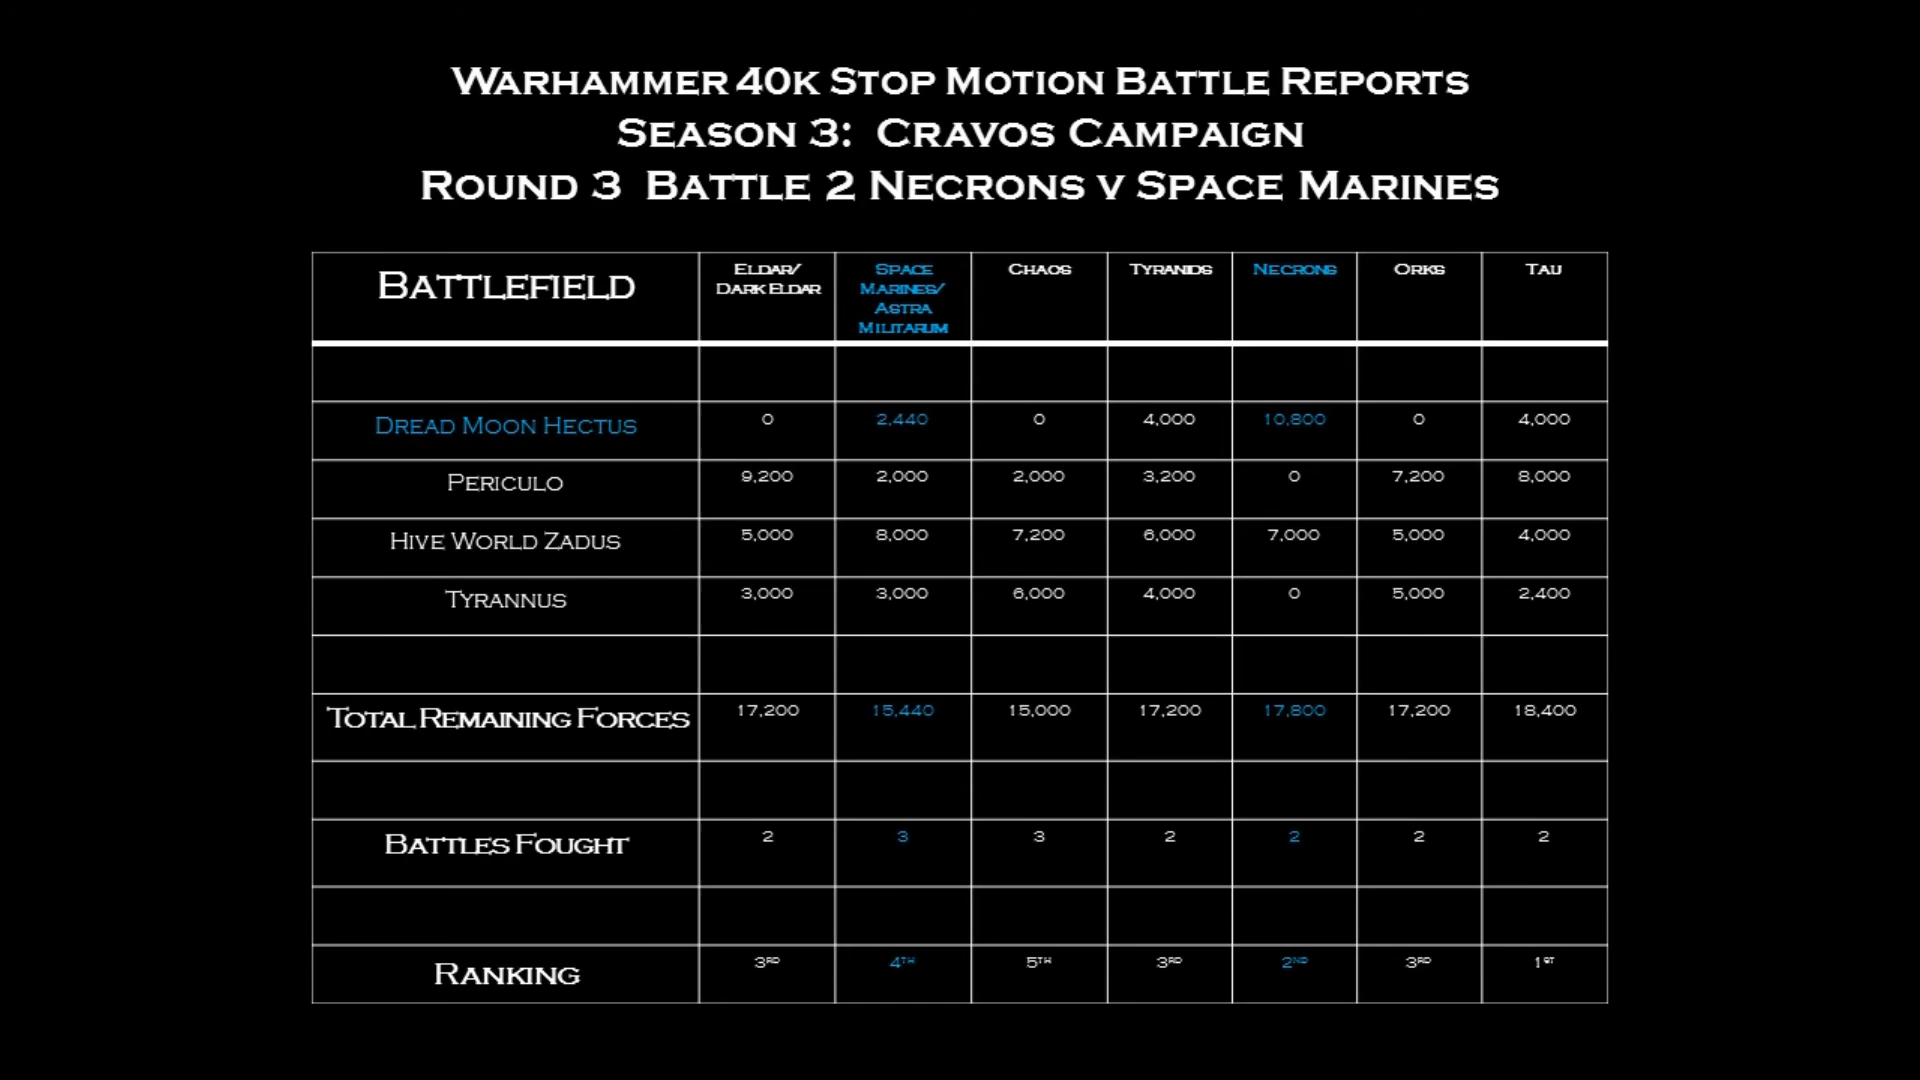 Warhammer 40k Stop Motion Battle Reports
Season 3: Cravos Campaign
Round 3 Battle 2 Necrons v Space Marines
Battlefield Eldar/ Dark Eldar Space Marines/ Astra Militarum Chaos Tyranids Necrons Orks Tau
Dread Moon Hectus 0 2,440 0 4,000 10,800 0 4,000
Periculo 9,200 2,000 2,000 3,200 0 7,200 8,000
Hive World Zadus 5,000 8,000 7,200 6,000 7,000 5,000 4,000
Tyrannus 3,000 3,000 6,000 4,000 0 5,000 2,400
Total Remaining Forces 17,200 15,440 15,000 17,200 17,800 17,200 18,400
Battles Fought 2 3 3 2 2 2 2
Ranking 3rd 4th 5th 3rd 2nd 3rd 1st